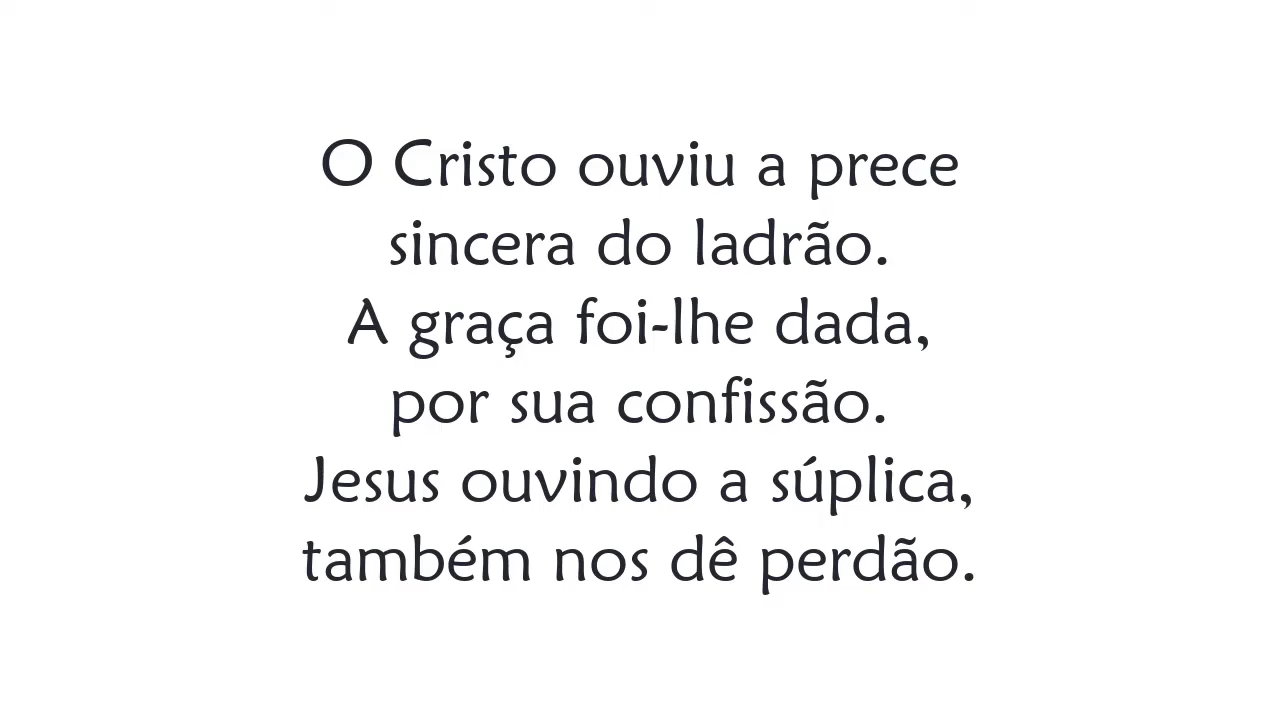 O Cristo ouviu a prece
sincera do ladrão.
A graça foi-lhe dada,
por sua confissão.
Jesus ouvindo a súplica,
também nos dê perdão.